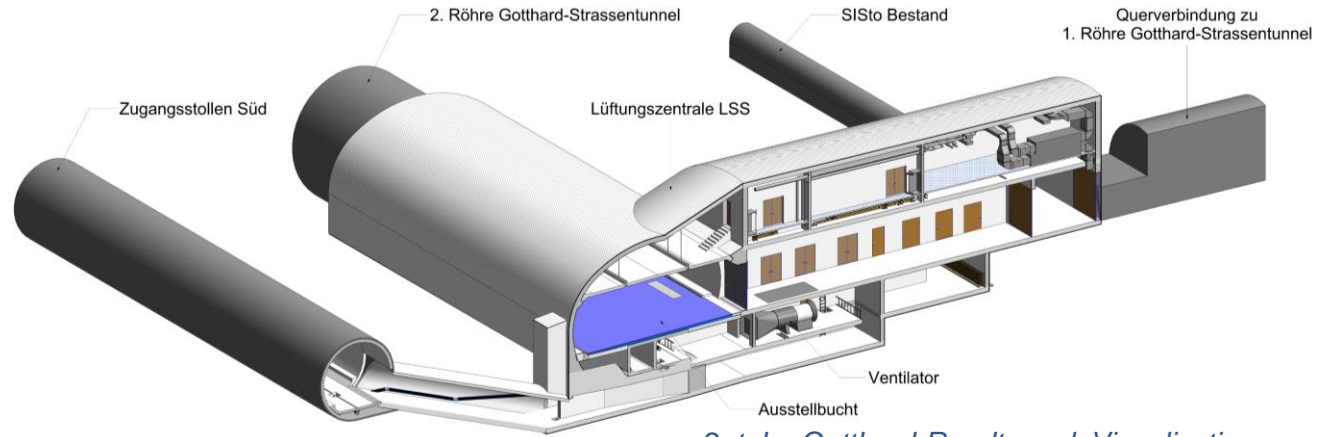 2. Röhre Gotthard-Strassentunnel
SISto Bestand
Querverbindung zu
1. Röhre Gotthard-Strassentunnel
Zugangsstollen Süd
Lüftungszentrale LSS
Ventilator
Ausstellbucht